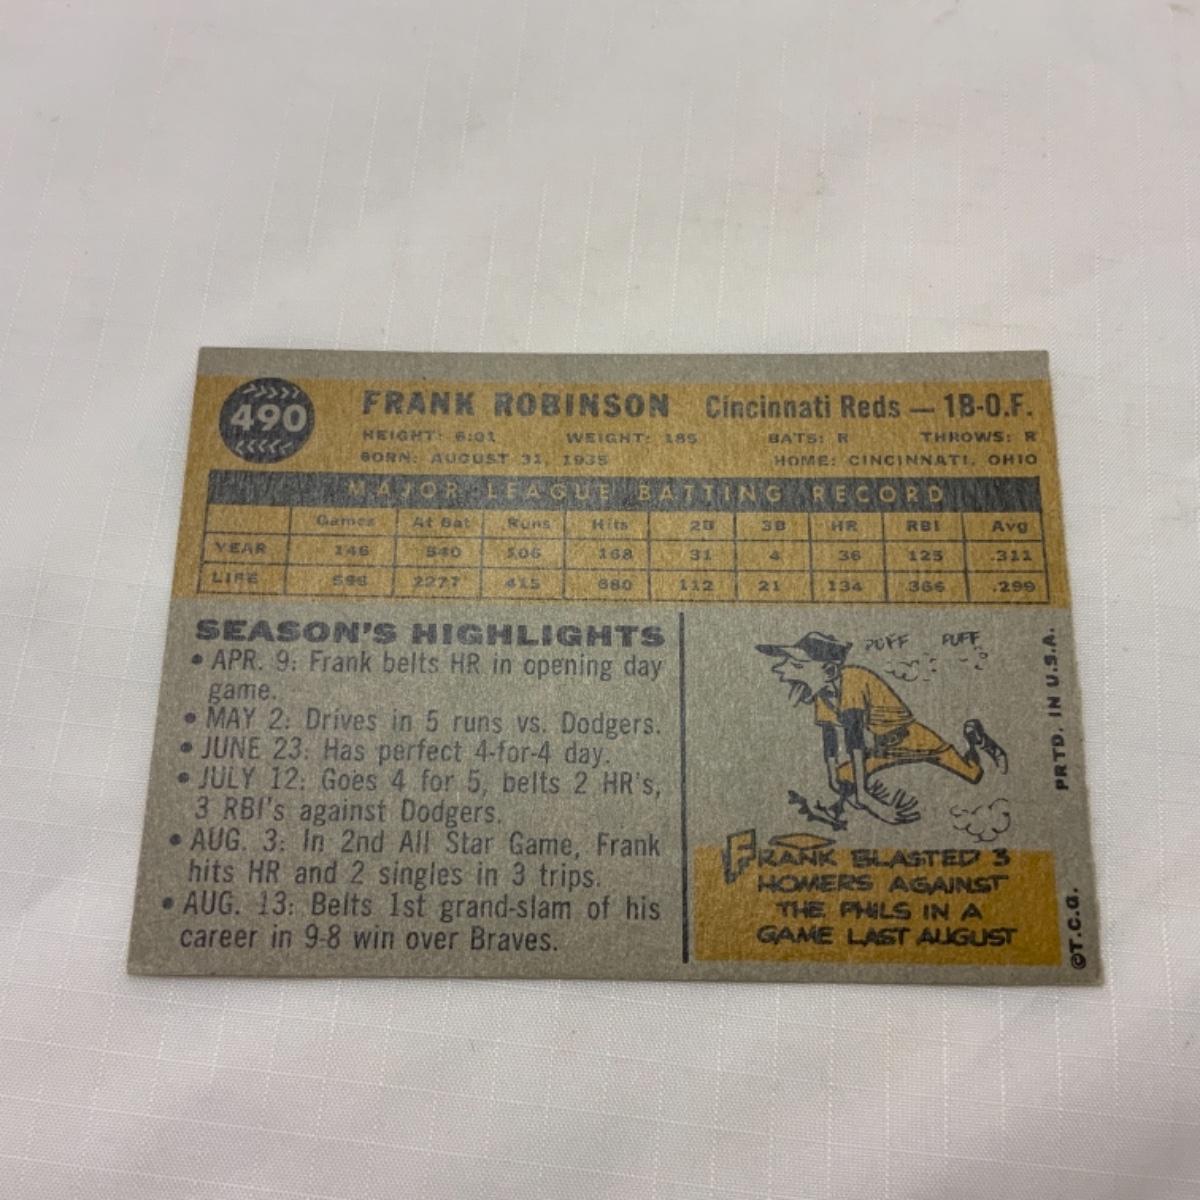 490
FRANK ROBINSON Cincinnati Reds — 1B-O.F.
HEIGHT: 6:01 WEIGHT: 185 BATS: R THROWS: R
BORN: AUGUST 31, 1935 HOME: CINCINNATI, OHIO
MAJOR LEAGUE BATTING RECORD
Games At Bat Runs Hits 2B 3B HR RBI Avg
YEAR 146 540 106 168 31 4 36 125 .311
LIFE 2277 415 680 112 21 134 366 .299
SEASON'S HIGHLIGHTS
• APR. 9: Frank belts HR in opening day
game.
• MAY 2: Drives in 5 runs vs. Dodgers.
• JUNE 23: Has perfect 4-for-4 day.
• JULY 12: Goes 4 for 5, belts 2 HR's,
3 RBI's against Dodgers.
• AUG. 3: In 2nd All Star Game, Frank
hits HR and 2 singles in 3 trips.
• AUG. 13: Belts 1st grand-slam of his
career in 9-8 win over Braves.
PUFF PUFF
FRANK BLASTED 3
HOMERS AGAINST
THE PHILS IN A
GAME LAST AUGUST
©T.C.G. PRTD. IN U.S.A.